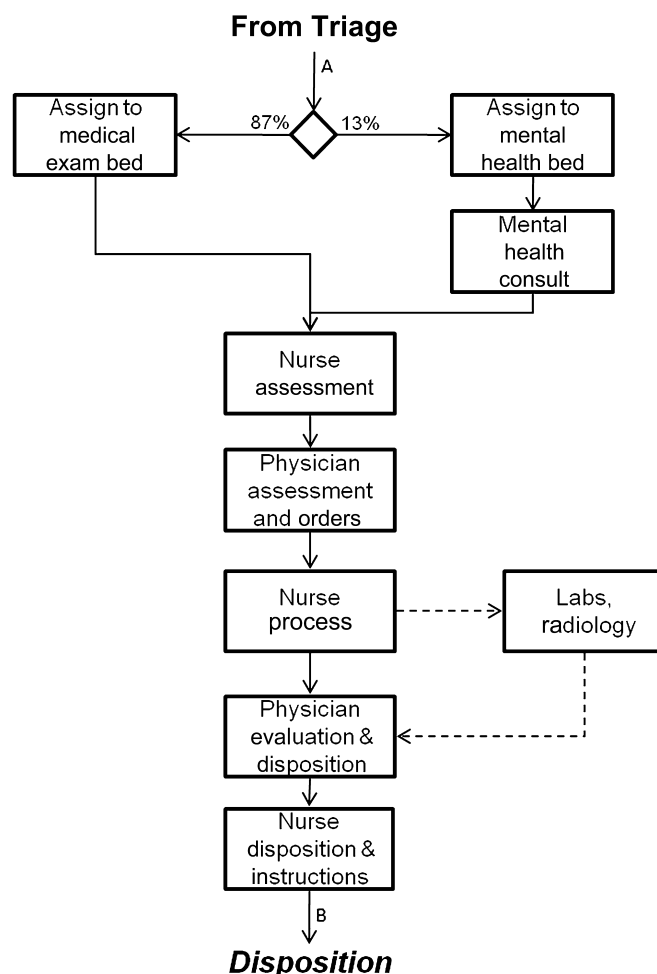 From Triage
A
87%
13%
Assign to
medical
exam bed
Assign to
mental
health bed
Mental
health
consult
Nurse
assessment
Physician
assessment
and orders
Nurse
process
Labs,
radiology
Physician
evaluation &
disposition
Nurse
disposition &
instructions
B
Disposition